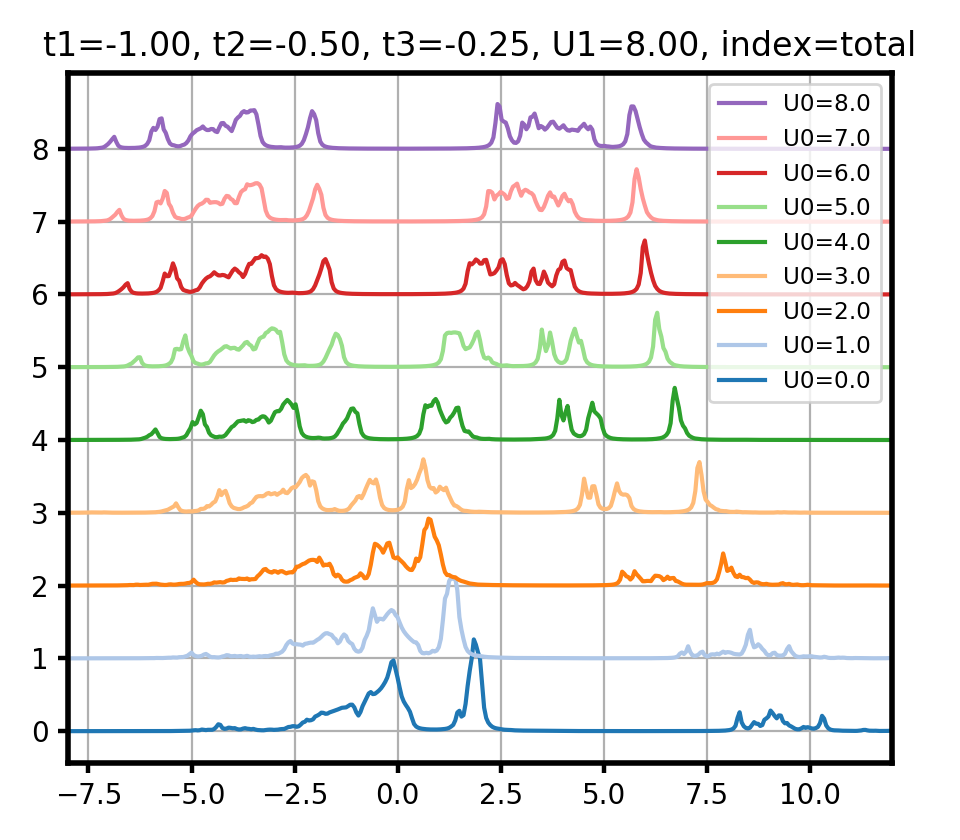 t1=-1.00, t2=-0.50, t3=-0.25, U1=8.00, index=total
U0=8.0
U0=7.0
U0=6.0
U0=5.0
U0=4.0
U0=3.0
U0=2.0
U0=1.0
U0=0.0
8
7
6
5
4
3
2
1
0
−7.5 −5.0 −2.5 0.0 2.5 5.0 7.5 10.0